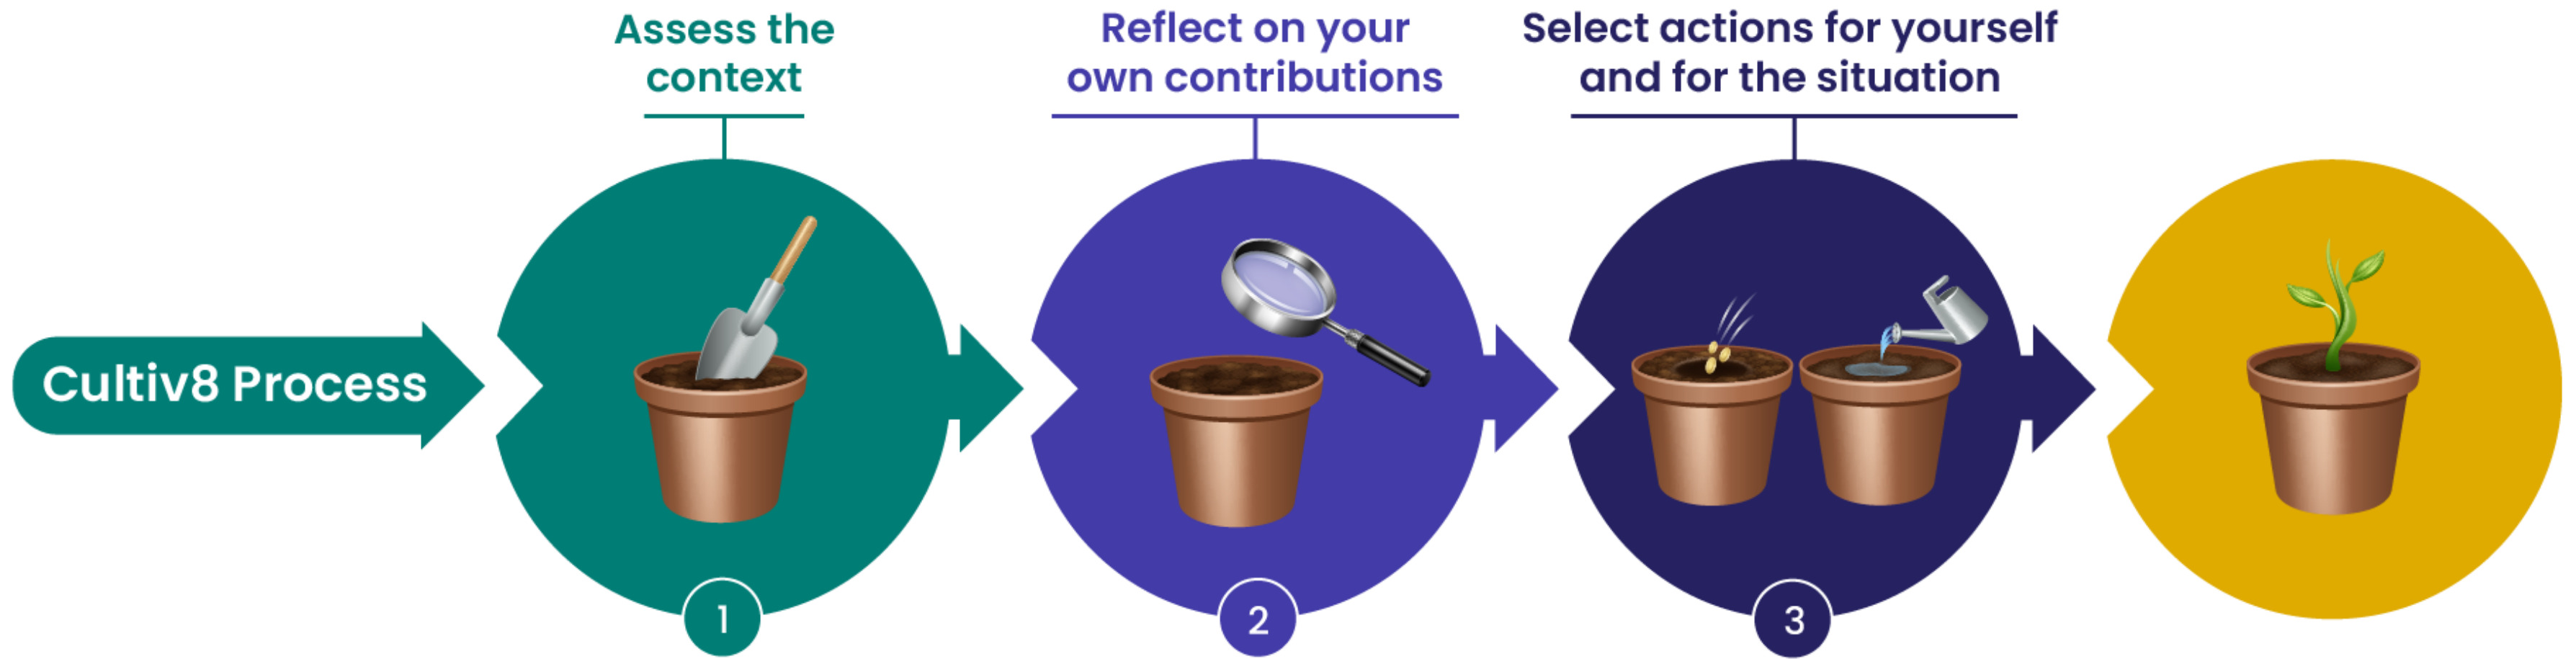 Cultiv8 Process
Assess the
context
1
Reflect on your
own contributions
2
Select actions for yourself
and for the situation
3